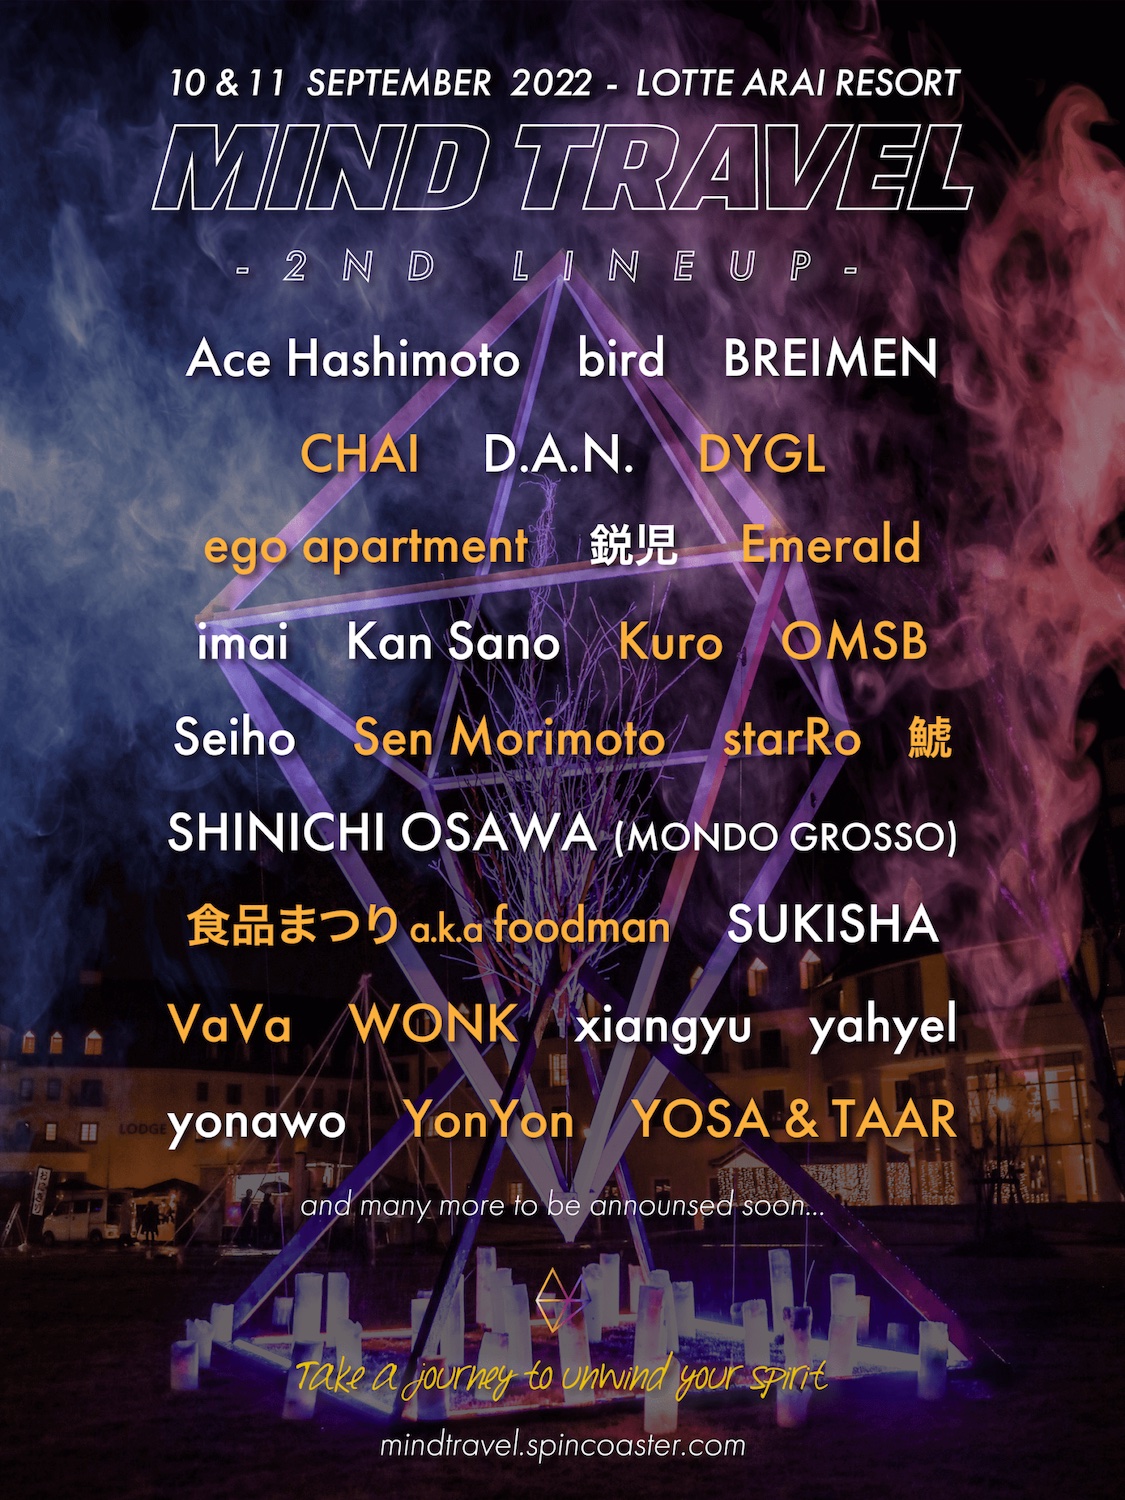 10 & 11 SEPTEMBER 2022 - LOTTE ARAI RESORT
MIND TRAVEL
- 2ND LINEUP -
Ace Hashimoto bird BREIMEN
CHAI D.A.N. DYGL
ego apartment 鋭児 Emerald
imai Kan Sano Kuro OMSB
Seiho Sen Morimoto starRo 鯱
SHINICHI OSAWA (MONDO GROSSO)
食品まつり a.k.a foodman SUKISHA
VaVa WONK xiangyu yahyel
yonawo YonYon YOSA & TAAR
LODGE
and many more to be announsed soon...
Take a journey to unwind your spirit
mindtravel.spincoaster.com